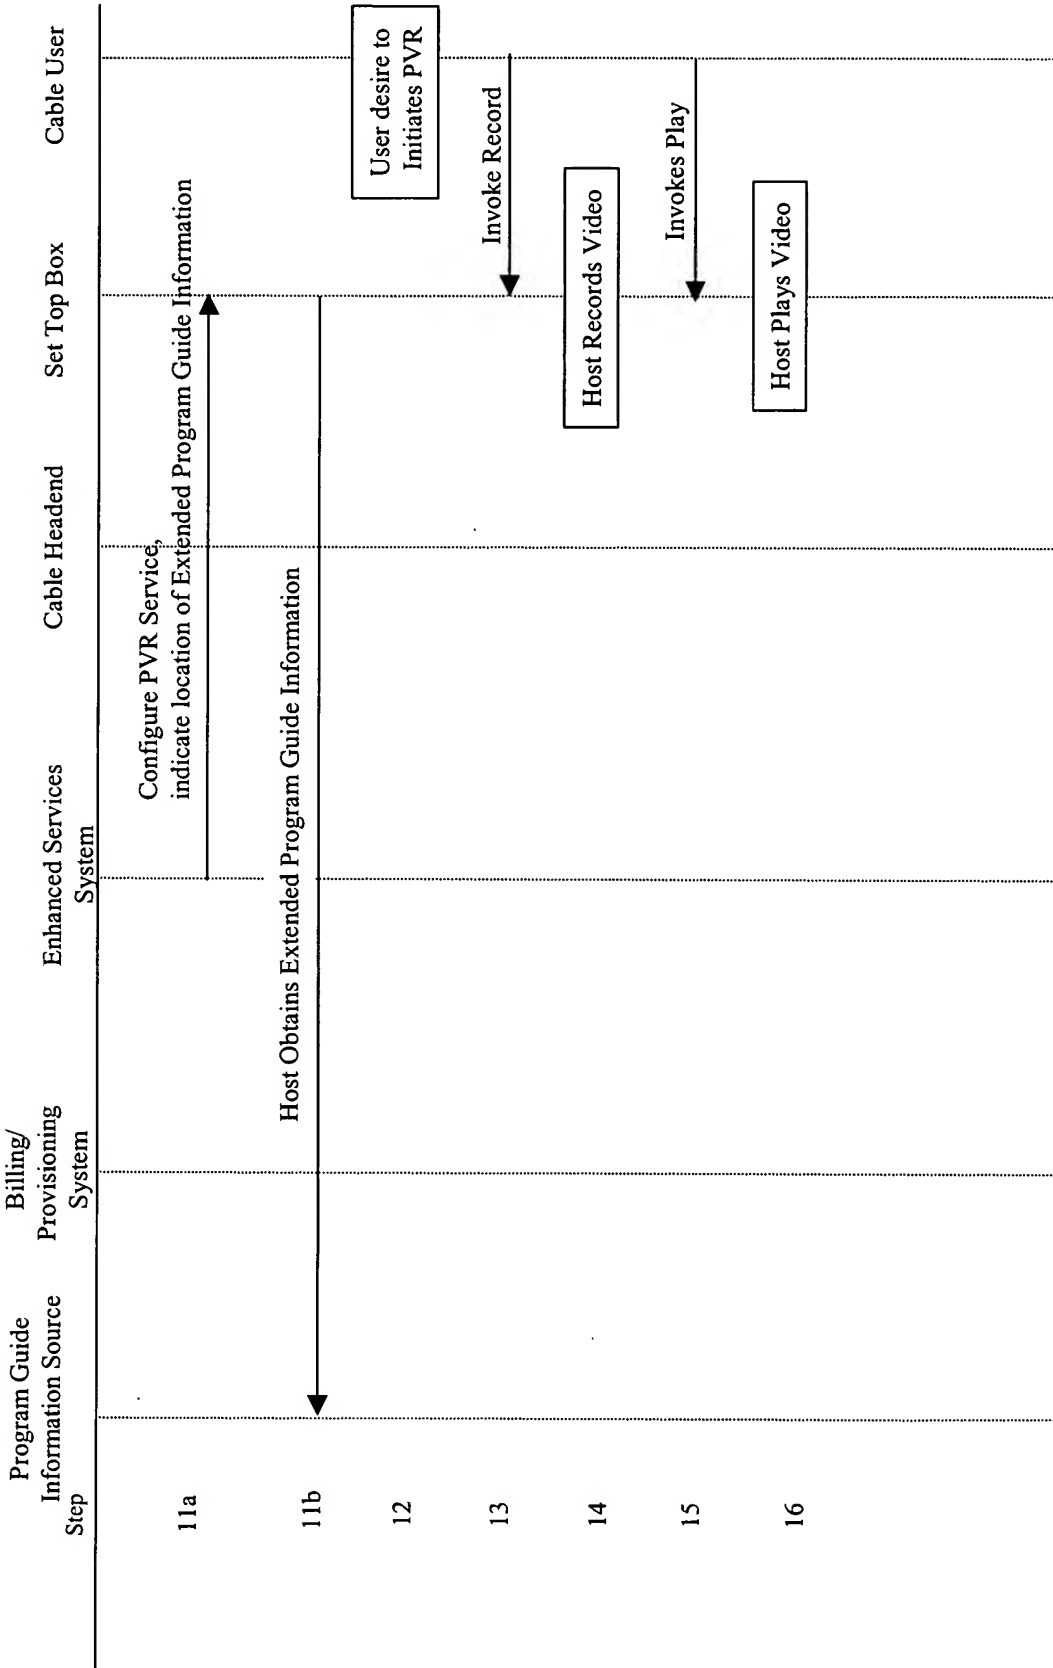 Step
Program Guide
Information Source
Billing/
Provisioning
System
Enhanced Services
System
Cable Headend
Set Top Box
Cable User
11a
Configure PVR Service,
indicate location of Extended Program Guide Information
11b
Host Obtains Extended Program Guide Information
12
User desire to
Initiates PVR
13
Invoke Record
14
Host Records Video
15
Invokes Play
16
Host Plays Video